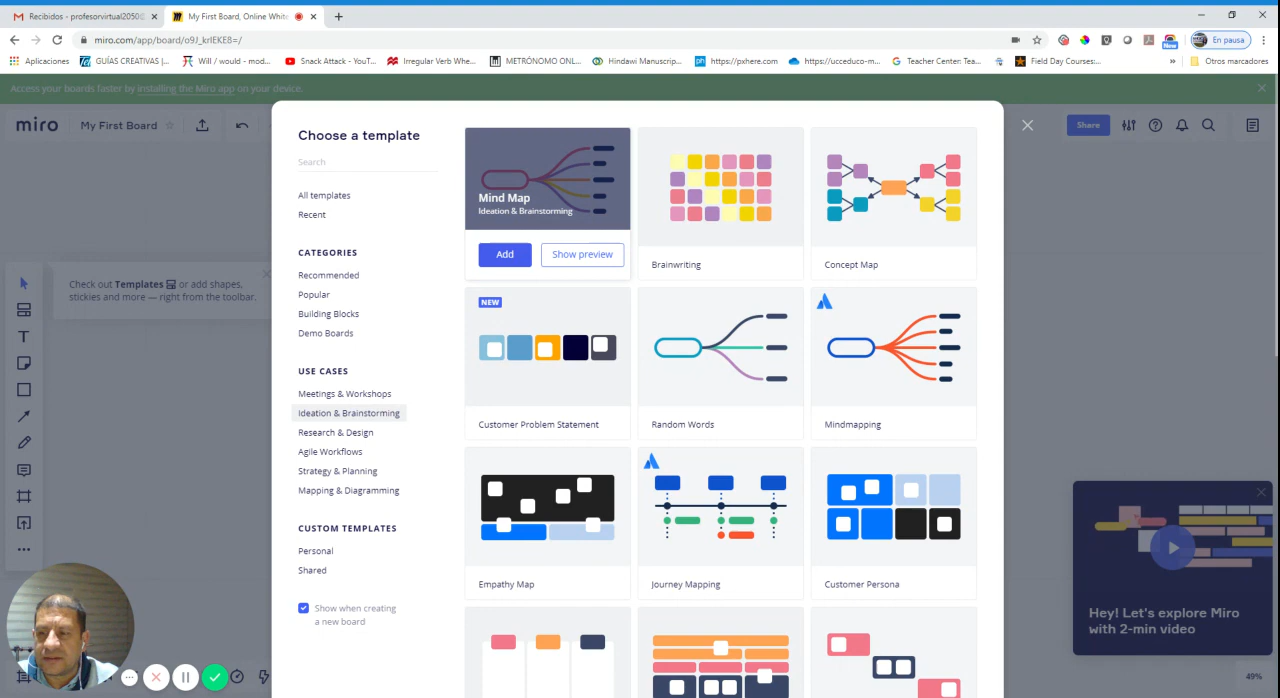 Recibidos - profesorvirtual2050@
My First Board, Online White
miro.com/app/board/o9J_krlEKE8=/
New
En pausa
Aplicaciones
GUÍAS CREATIVAS |...
Will / would - mod...
Snack Attack - YouT...
Irregular Verb Whe...
METRÓNOMO ONL...
Hindawi Manuscrip...
https://pxhere.com
https://ucceduco-m...
Teacher Center: Tea...
Field Day Courses:...
»
Otros marcadores
Access your boards faster by installing the Miro app on your device.
miro
My First Board
Share
Check out Templates or add shapes,
stickies and more — right from the toolbar.
Choose a template
Search
All templates
Recent
CATEGORIES
Recommended
Popular
Building Blocks
Demo Boards
USE CASES
Meetings & Workshops
Ideation & Brainstorming
Research & Design
Agile Workflows
Strategy & Planning
Mapping & Diagramming
CUSTOM TEMPLATES
Personal
Shared
Show when creating
a new board
Mind Map
Ideation & Brainstorming
Add
Show preview
Brainwriting
Concept Map
NEW
Customer Problem Statement
Random Words
Mindmapping
Empathy Map
Journey Mapping
Customer Persona
Hey! Let's explore Miro
with 2-min video
49%